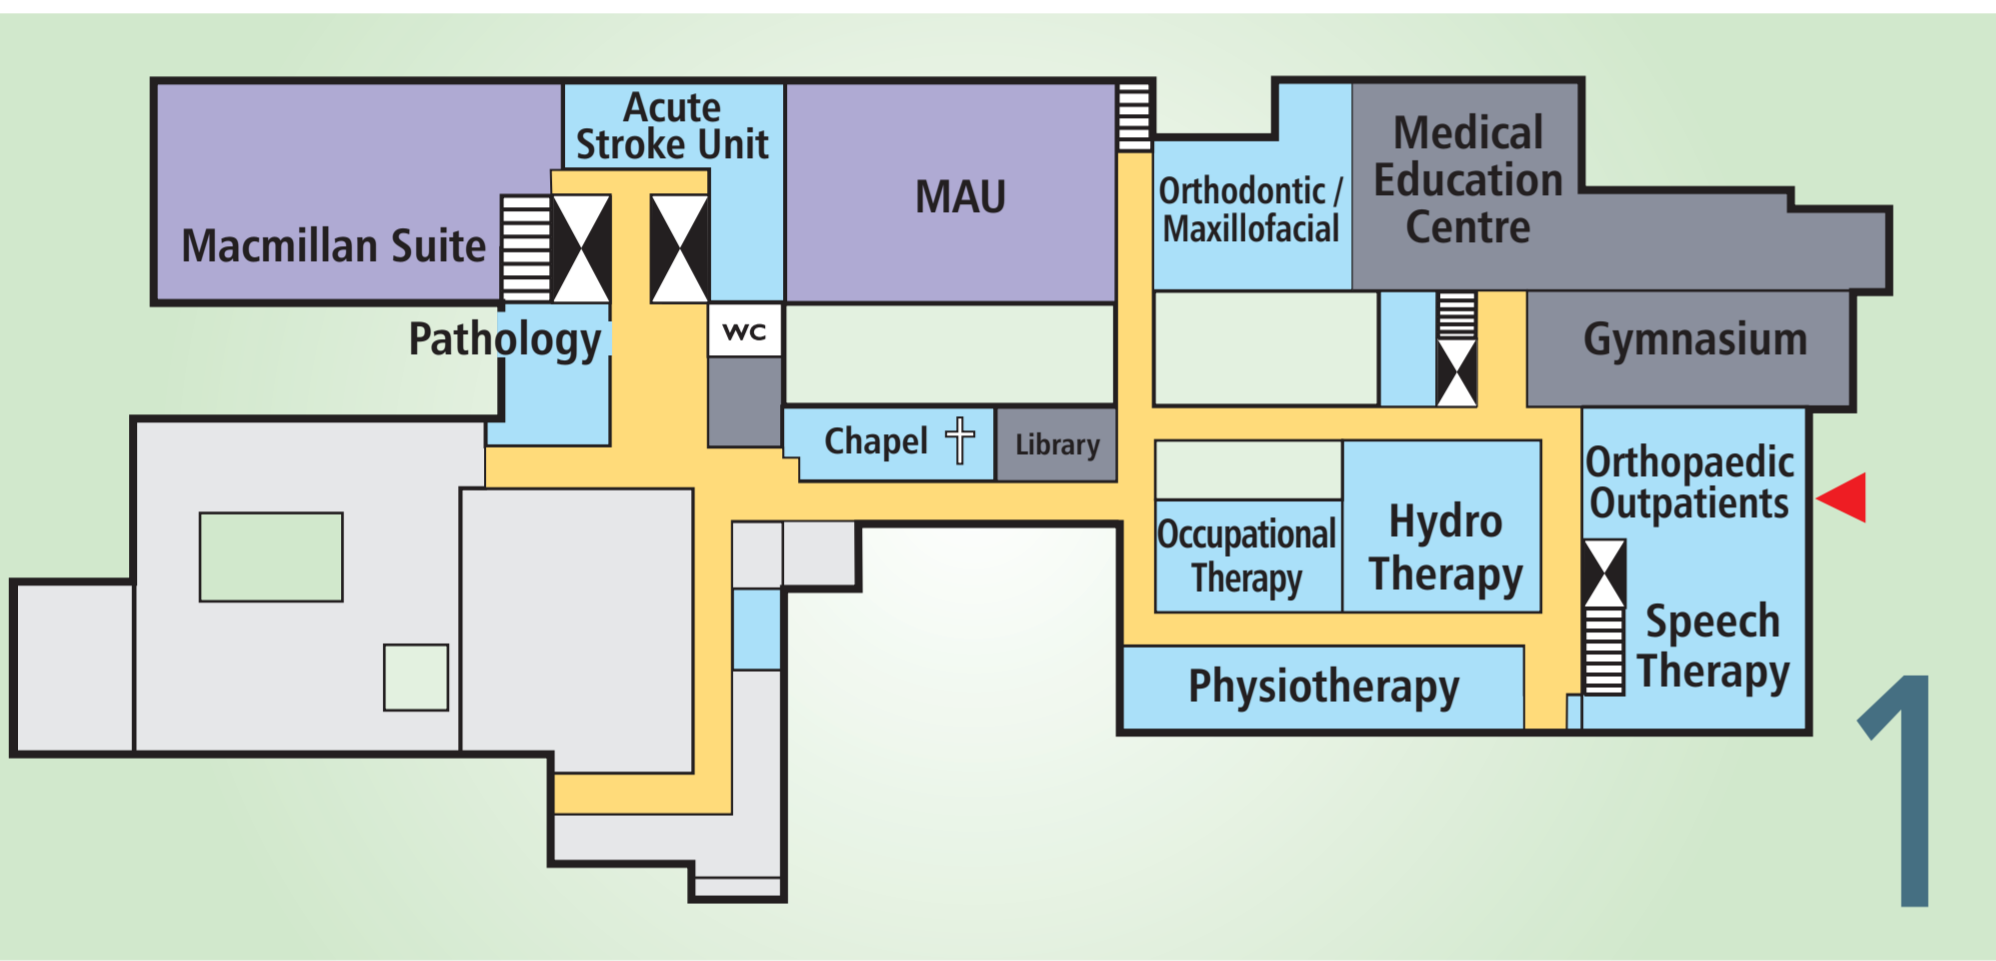 Acute
Stroke Unit
Macmillan Suite
MAU
Orthodontic /
Maxillofacial
Medical
Education
Centre
Pathology
WC
Gymnasium
Chapel
Library
Orthopaedic
Outpatients
Occupational
Therapy
Hydro
Therapy
Speech
Therapy
Physiotherapy
1